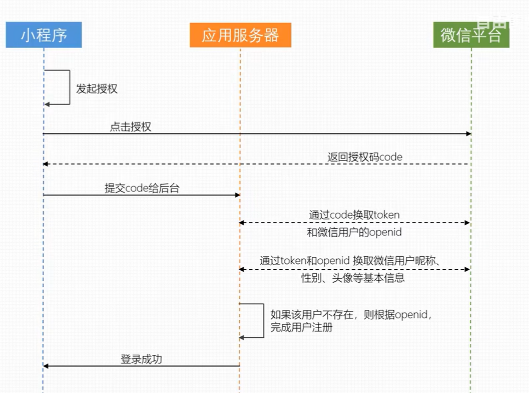 小程序
应用服务器
微信平台
发起授权
点击授权
返回授权码code
提交code给后台
通过code换取token
和微信用户的openid
通过token和openid 换取微信用户昵称、
性别、头像等基本信息
如果该用户不存在，则根据openid，
完成用户注册
登录成功